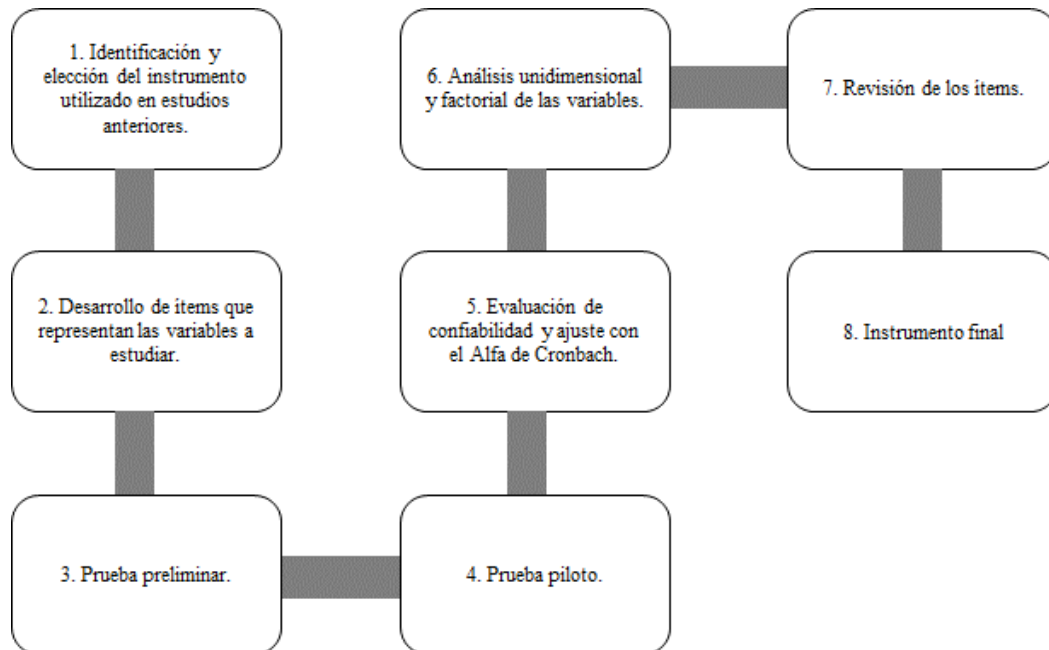 1. Identificación y
elección del instrumento
utilizado en estudios
anteriores.
2. Desarrollo de ítems que
representan las variables a
estudiar.
3. Prueba preliminar.
4. Prueba piloto.
5. Evaluación de
confiabilidad y ajuste con
el Alfa de Cronbach.
6. Análisis unidimensional
y factorial de las variables.
7. Revisión de los ítems.
8. Instrumento final